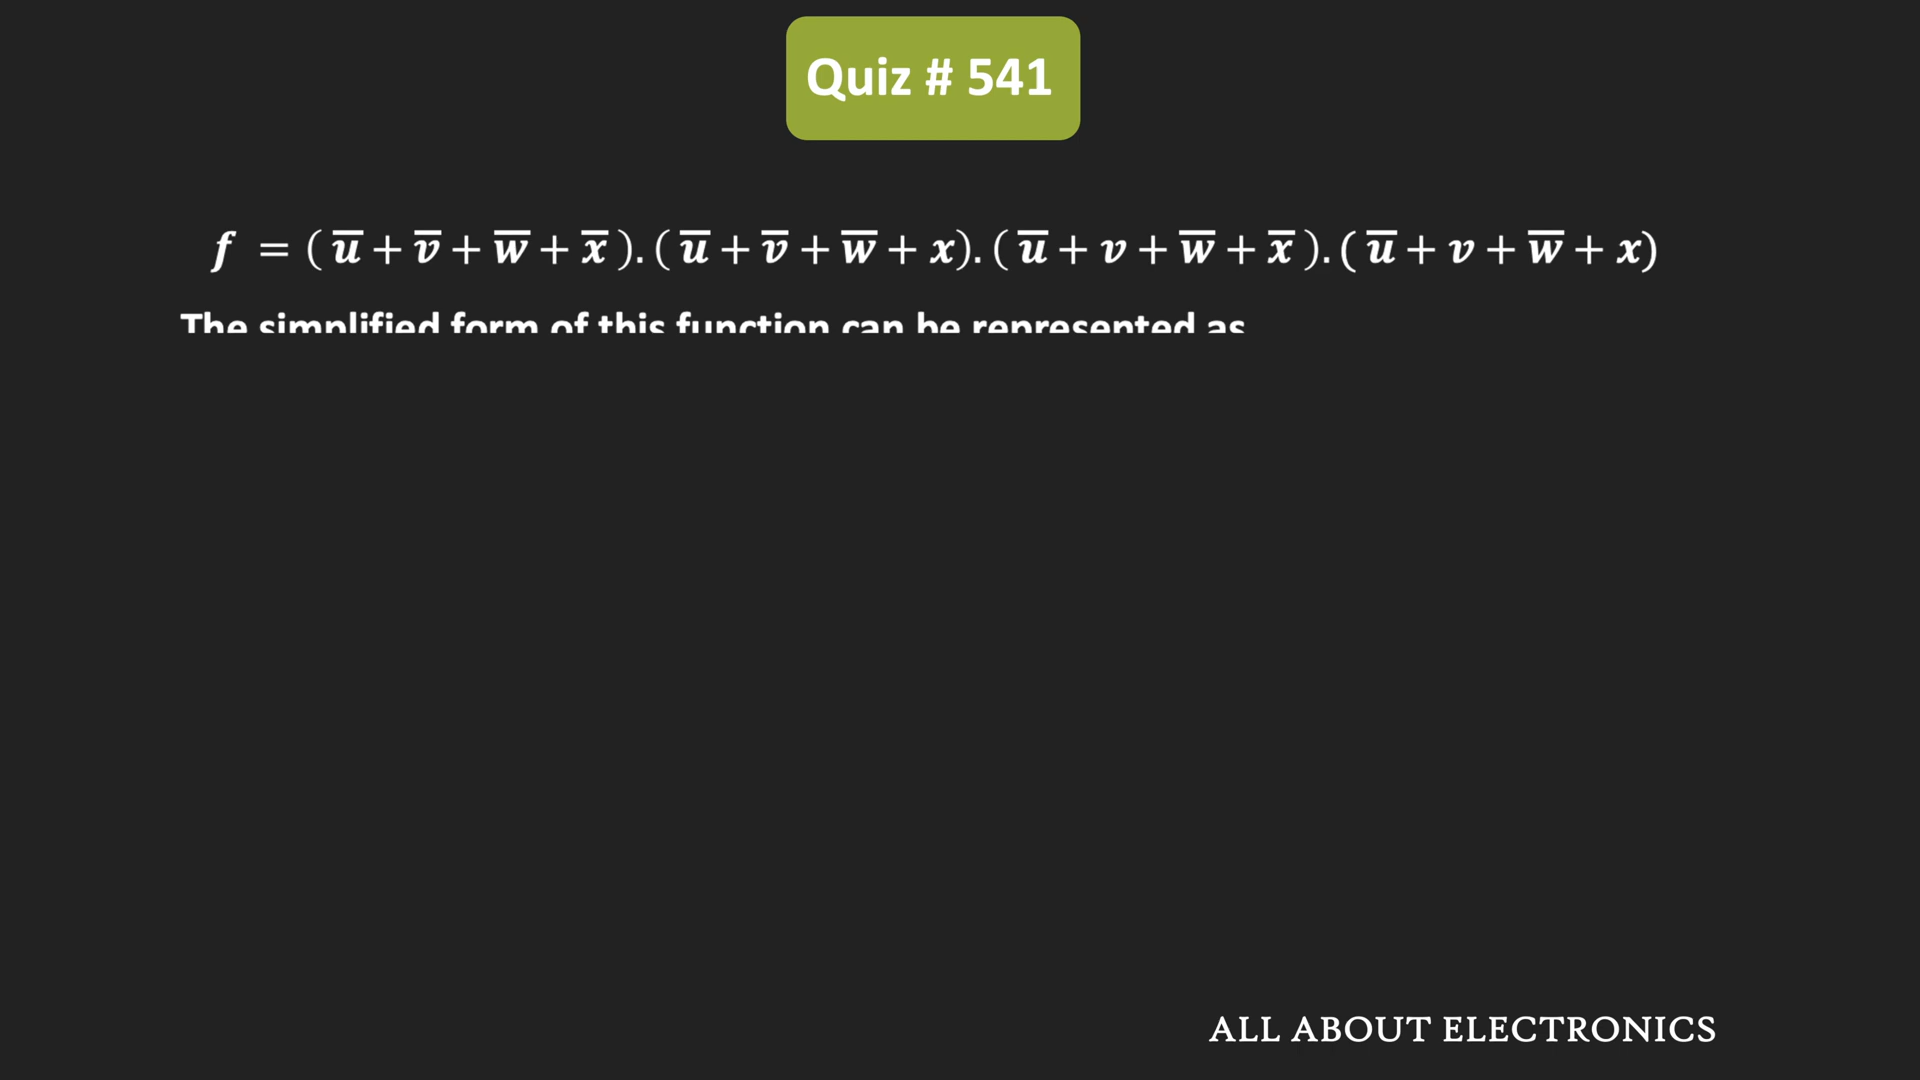 Quiz # 541
f = ( u̅ + v̅ + w̅ + x̅ ). ( u̅ + v̅ + w̅ + x). ( u̅ + v + w̅ + x̅ ). ( u̅ + v + w̅ + x)
The simplified form of this function can be represented as
ALL ABOUT ELECTRONICS